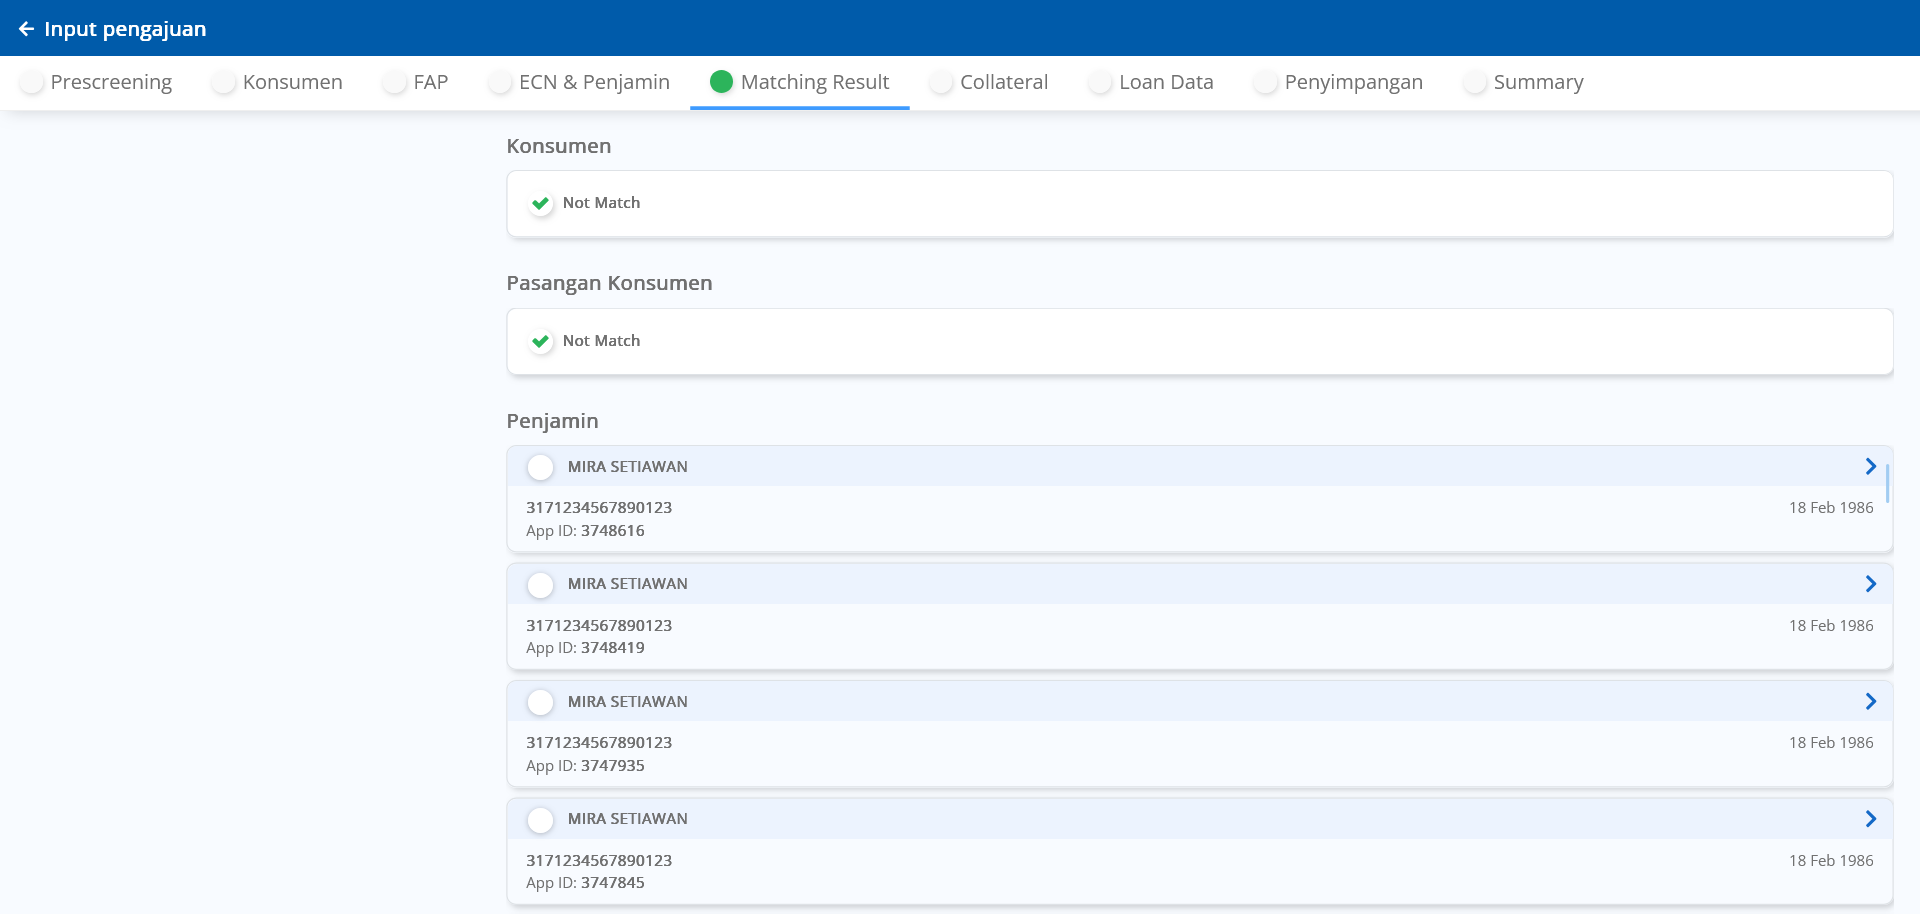 Input pengajuan
Prescreening Konsumen FAP ECN & Penjamin Matching Result Collateral Loan Data Penyimpangan Summary
Konsumen
Not Match
Pasangan Konsumen
Not Match
Penjamin
MIRA SETIAWAN
3171234567890123 18 Feb 1986
App ID: 3748616
MIRA SETIAWAN
3171234567890123 18 Feb 1986
App ID: 3748419
MIRA SETIAWAN
3171234567890123 18 Feb 1986
App ID: 3747935
MIRA SETIAWAN
3171234567890123 18 Feb 1986
App ID: 3747845